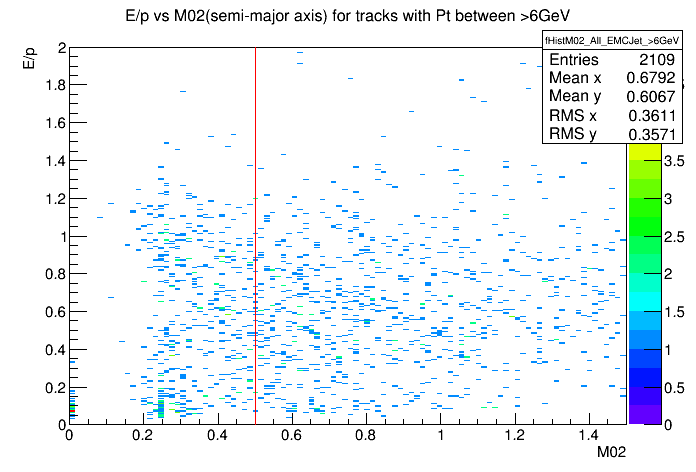 E/p vs M02(semi-major axis) for tracks with Pt between >6GeV
E/p
fHistM02_All_EMCJet_>6GeV
Entries 2109
Mean x 0.6792
Mean y 0.6067
RMS x 0.3611
RMS y 0.3571
2
1.8
1.6
1.4
1.2
1
0.8
0.6
0.4
0.2
0
3.5
3
2.5
2
1.5
1
0.5
0
0 0.2 0.4 0.6 0.8 1 1.2 1.4
M02